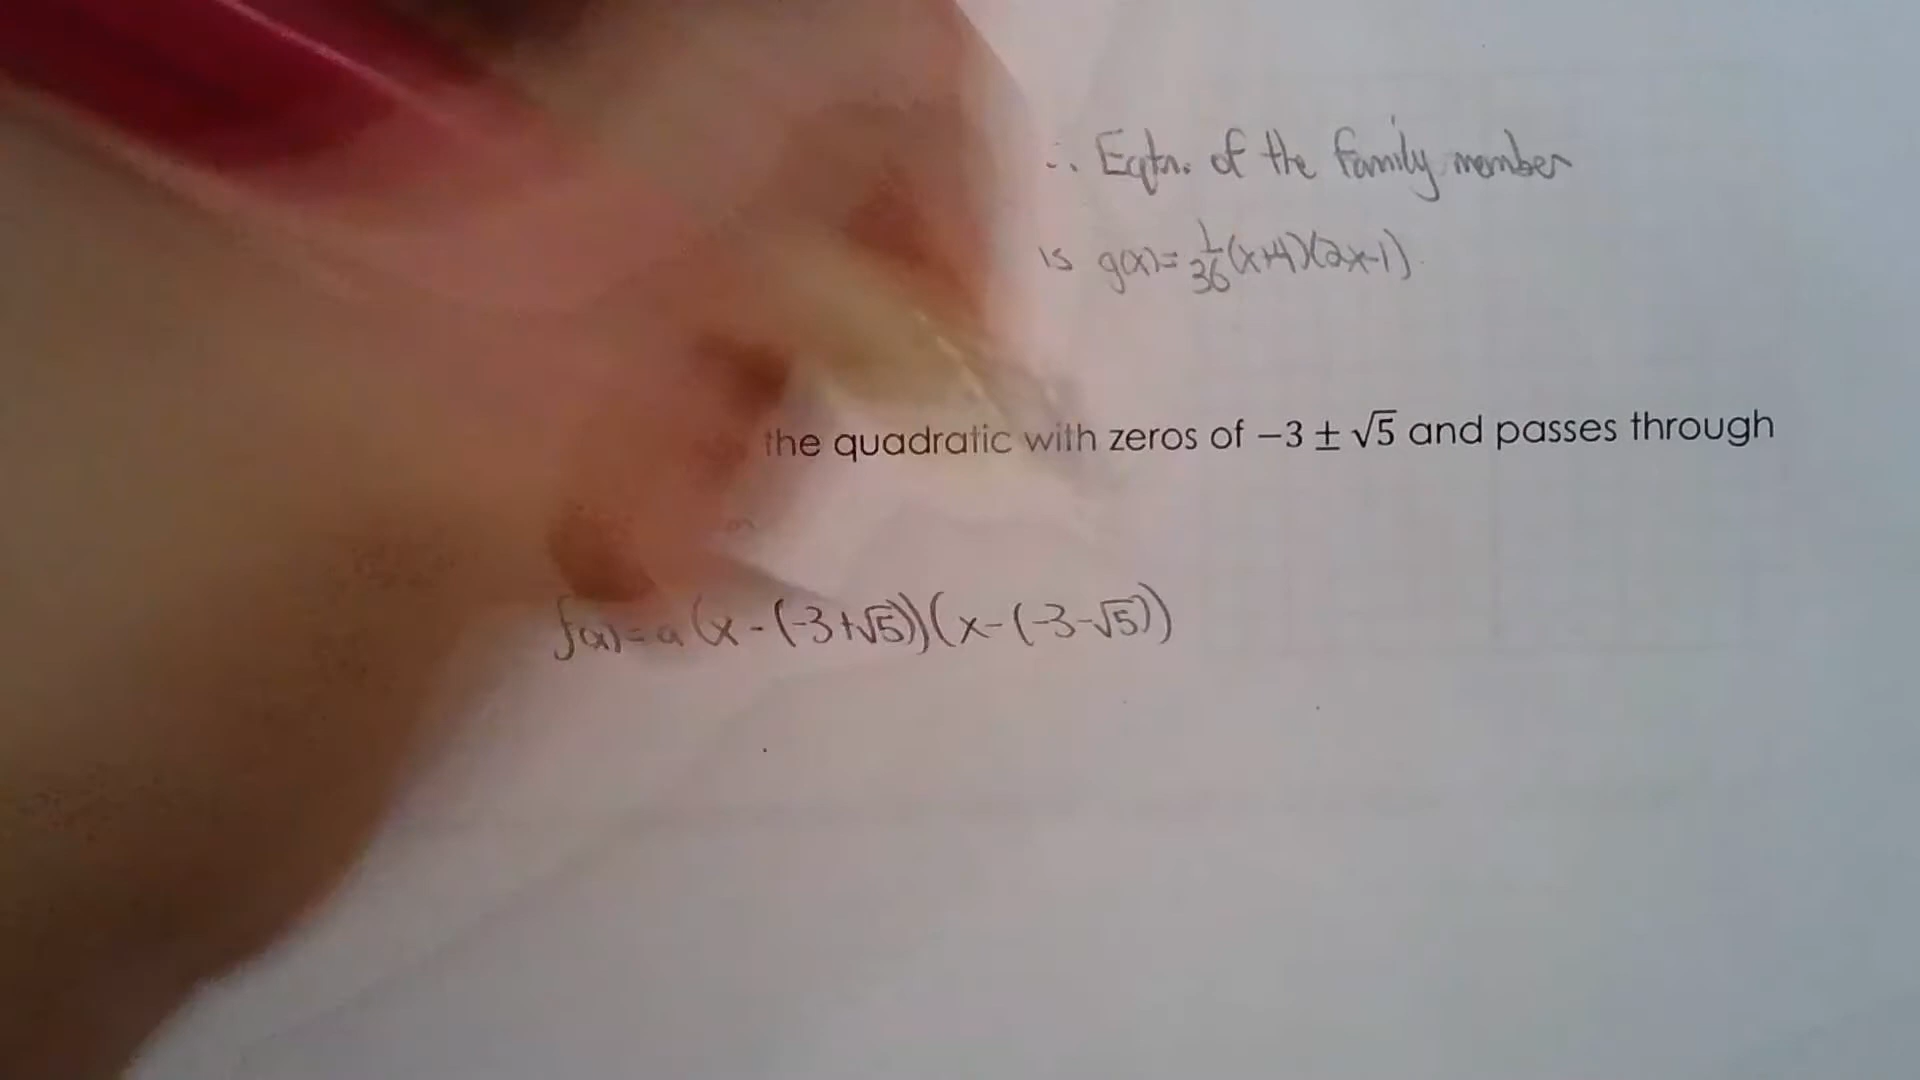 ∴ Eqtn. of the family member
is g(x)= 1/36 (x+4)(2x-1)
the quadratic with zeros of −3 ± √5 and passes through
f(x)=a(x-(-3+√5))(x-(-3-√5))